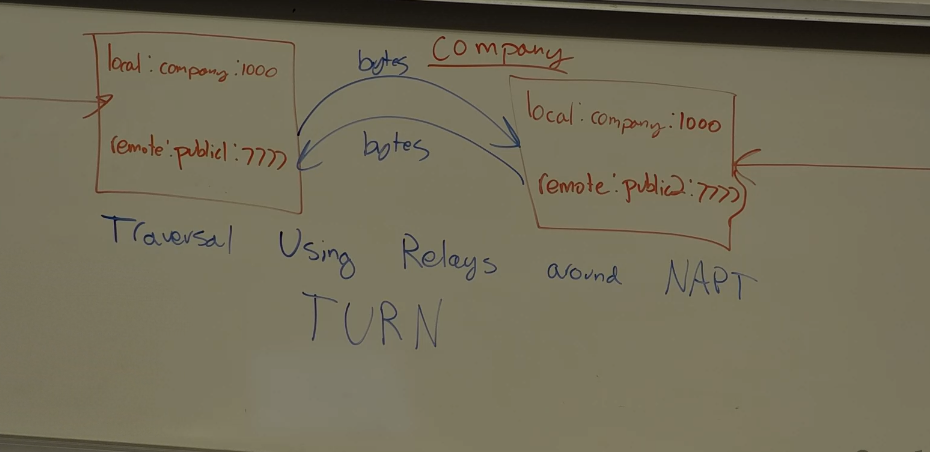 Company
bytes
local: company:1000
remote:public1:7777
bytes
local: company:1000
remote:public2:7777
Traversal Using Relays around NAPT
TURN